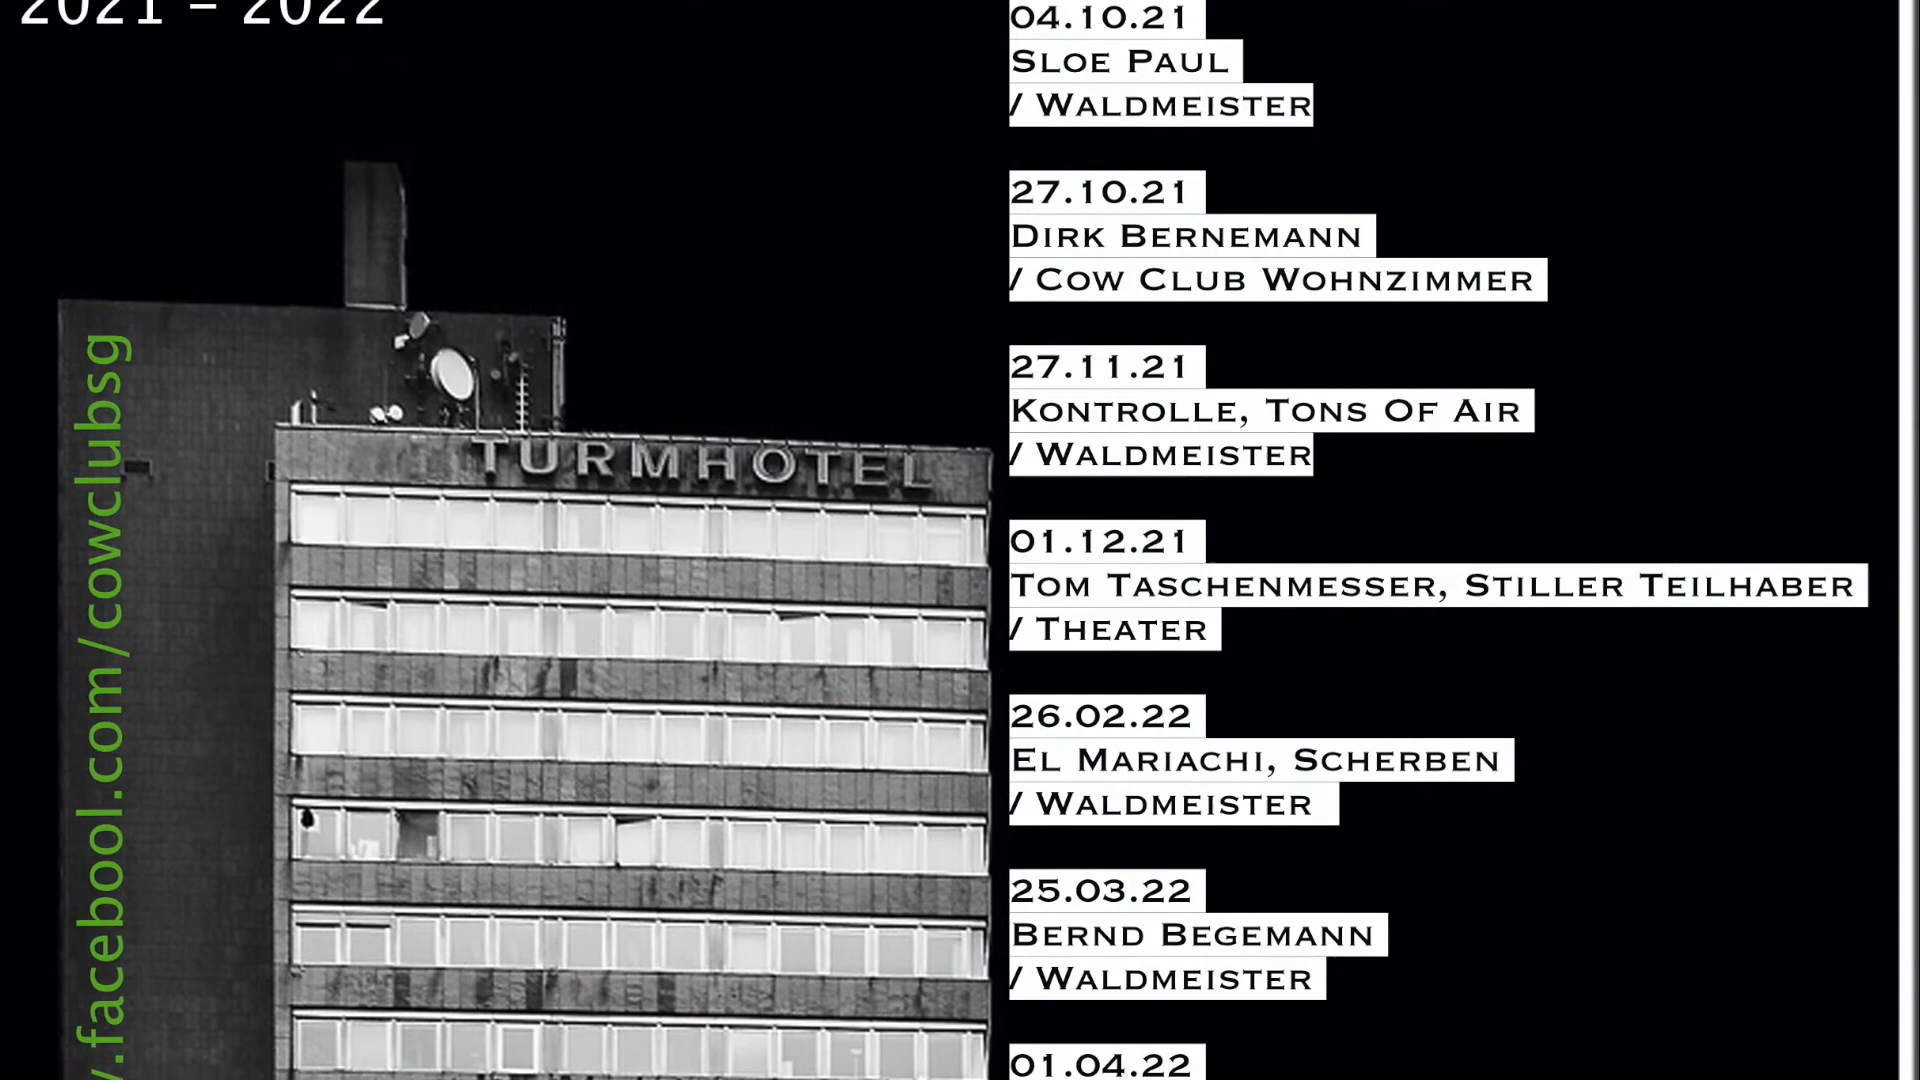 2021 – 2022
.facebool.com/cowclubsg
TURMHOTEL
04.10.21
Sloe Paul
/ Waldmeister
27.10.21
Dirk Bernemann
/ Cow Club Wohnzimmer
27.11.21
Kontrolle, Tons Of Air
/ Waldmeister
01.12.21
Tom Taschenmesser, Stiller Teilhaber
/ Theater
26.02.22
El Mariachi, Scherben
/ Waldmeister
25.03.22
Bernd Begemann
/ Waldmeister
01.04.22